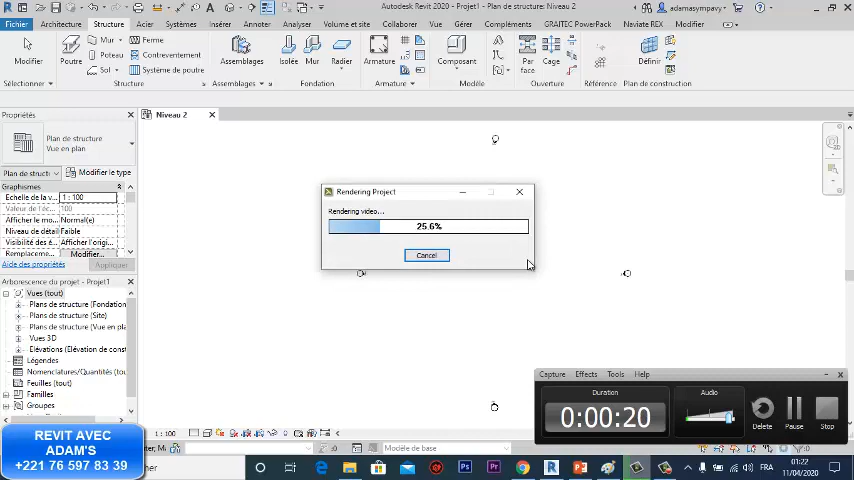 Autodesk Revit 2020 - Project1 - Plan de structure: Niveau 2
adamasympavy
Fichier Architecture Structure Acier Systèmes Insérer Annoter Analyser Volume et site Collaborer Vue Gérer Compléments GRAITEC PowerPack Naviate REX Modifier
Mur Ferme
Poteau Contreventement
Sol Système de poutre
Modifier Poutre Assemblages Isolée Mur Radier Armature Composant Par face Cage Référence Définir
Sélectionner Structure Assemblages Fondation Armature Modèle Ouverture Plan de construction
Propriétés
Niveau 2
Plan de structure
Vue en plan
Plan de structi Modifier le type
Graphismes
Echelle de la v... 1 : 100
Valeur de l'éc... 100
Afficher le mo... Normal(e)
Niveau de détail Faible
Visibilité des é... Afficher l'origi...
Remplacement... Modifier...
Aide des propriétés Appliquer
Arborescence du projet - Projet1
Vues (tout)
Plans de structure (Fondation
Plans de structure (Site)
Plans de structure (Vue en pla
Vues 3D
Elévations (Elévation de const
Légendes
Nomenclatures/Quantités (tout)
Feuilles (tout)
Familles
Groupes
Rendering Project
Rendering video...
25.6%
Cancel
Capture Effects Tools Help
Duration Audio
0:00:20
Delete Pause Stop
1 : 100
Modèle de base
:0
REVIT AVEC
ADAM'S
+221 76 597 83 39
cher
FRA
01:22
11/04/2020